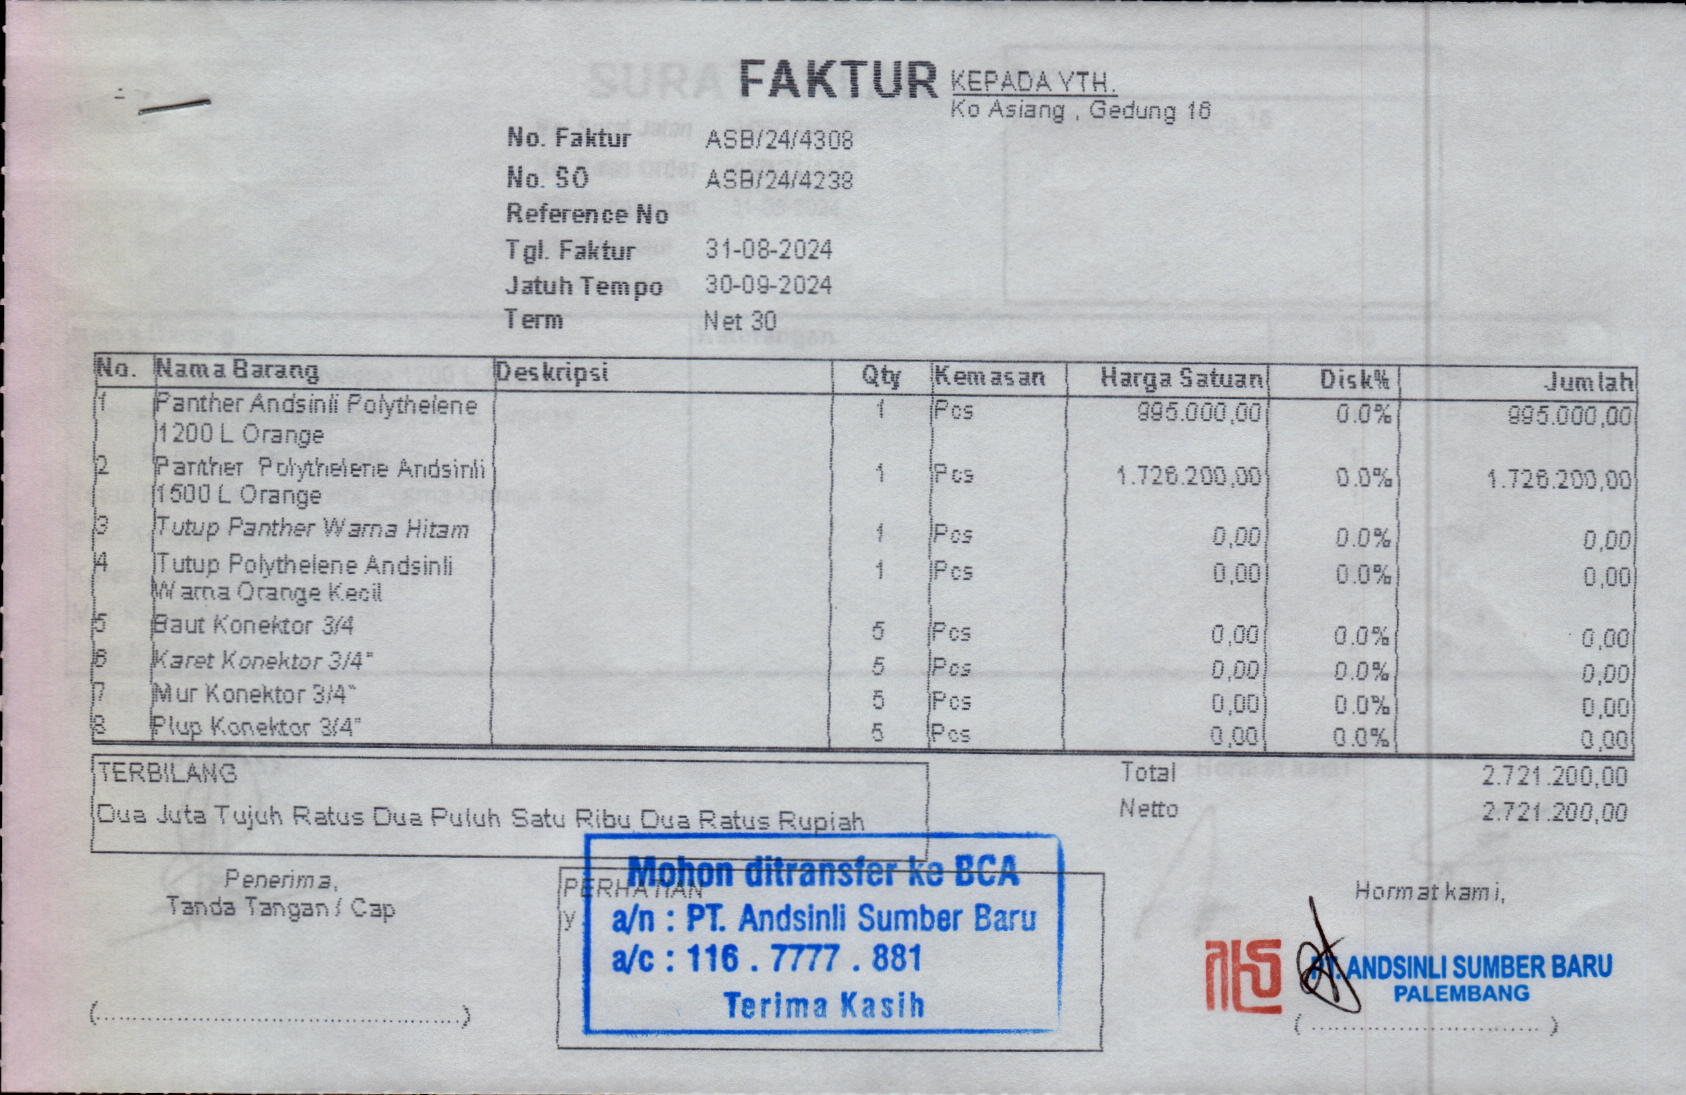 FAKTUR
KEPADA YTH.
Ko Asiang , Gedung 16
No. Faktur ASB/24/4308
No. SO ASB/24/4238
Reference No
Tgl. Faktur 31-08-2024
Jatuh Tempo 30-09-2024
Term Net 30
No. Nama Barang Deskripsi Qty Kemasan Harga Satuan Disk% Jumlah
1 Panther Andsinli Polythelene 1 Pcs 995.000,00 0.0% 995.000,00
1200 L Orange
2 Panther Polythelene Andsinli 1 Pcs 1.726.200,00 0.0% 1.726.200,00
1500 L Orange
3 Tutup Panther Warna Hitam 1 Pcs 0,00 0.0% 0,00
4 Tutup Polythelene Andsinli 1 Pcs 0,00 0.0% 0,00
Warna Orange Kecil
5 Baut Konektor 3/4 5 Pcs 0,00 0.0% 0,00
6 Karet Konektor 3/4" 5 Pcs 0,00 0.0% 0,00
7 Mur Konektor 3/4" 5 Pcs 0,00 0.0% 0,00
8 Plup Konektor 3/4" 5 Pcs 0,00 0.0% 0,00
TERBILANG
Dua Juta Tujuh Ratus Dua Puluh Satu Ribu Dua Ratus Rupiah
Total 2.721.200,00
Netto 2.721.200,00
Penerima,
Tanda Tangan / Cap
(............................................)
PERHATIAN
y
Mohon ditransfer ke BCA
a/n : PT. Andsinli Sumber Baru
a/c : 116 . 7777 . 881
Terima Kasih
Hormat kami,
PT. ANDSINLI SUMBER BARU
PALEMBANG
( ............................ )